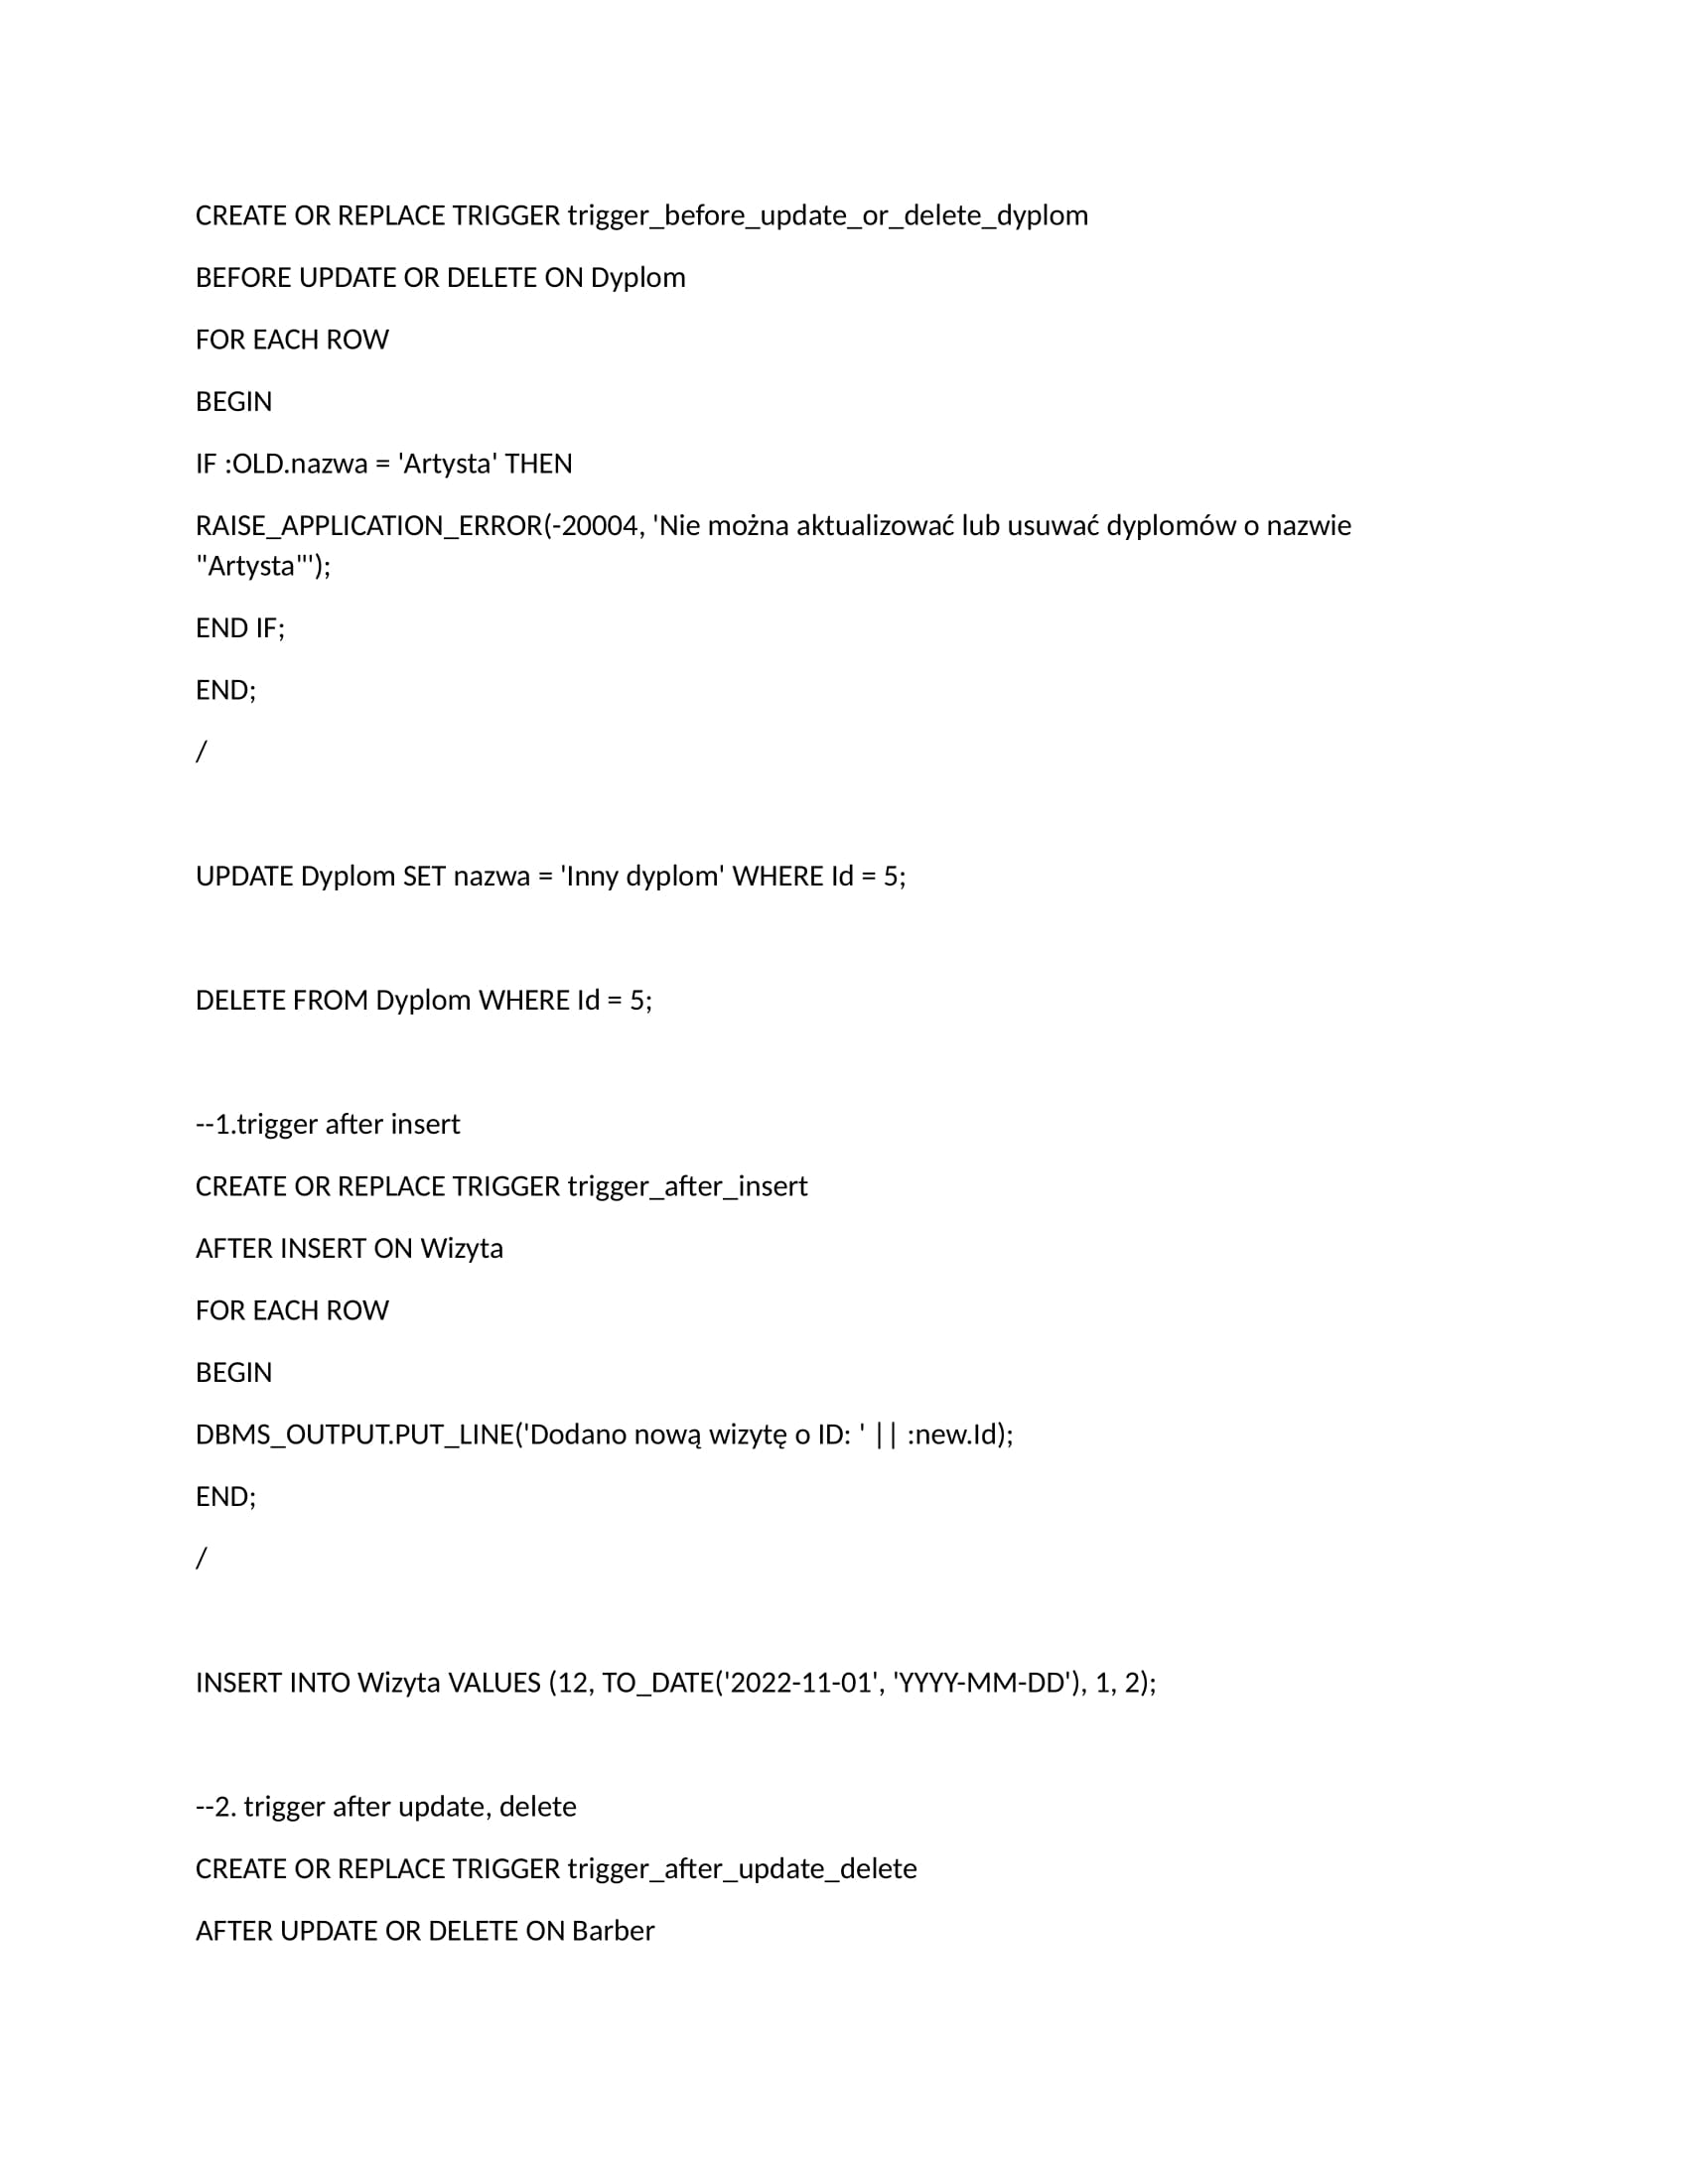 CREATE OR REPLACE TRIGGER trigger_before_update_or_delete_dyplom
BEFORE UPDATE OR DELETE ON Dyplom
FOR EACH ROW
BEGIN
IF :OLD.nazwa = 'Artysta' THEN
RAISE_APPLICATION_ERROR(-20004, 'Nie można aktualizować lub usuwać dyplomów o nazwie
"Artysta"');
END IF;
END;
/
UPDATE Dyplom SET nazwa = 'Inny dyplom' WHERE Id = 5;
DELETE FROM Dyplom WHERE Id = 5;
--1.trigger after insert
CREATE OR REPLACE TRIGGER trigger_after_insert
AFTER INSERT ON Wizyta
FOR EACH ROW
BEGIN
DBMS_OUTPUT.PUT_LINE('Dodano nową wizytę o ID: ' || :new.Id);
END;
/
INSERT INTO Wizyta VALUES (12, TO_DATE('2022-11-01', 'YYYY-MM-DD'), 1, 2);
--2. trigger after update, delete
CREATE OR REPLACE TRIGGER trigger_after_update_delete
AFTER UPDATE OR DELETE ON Barber